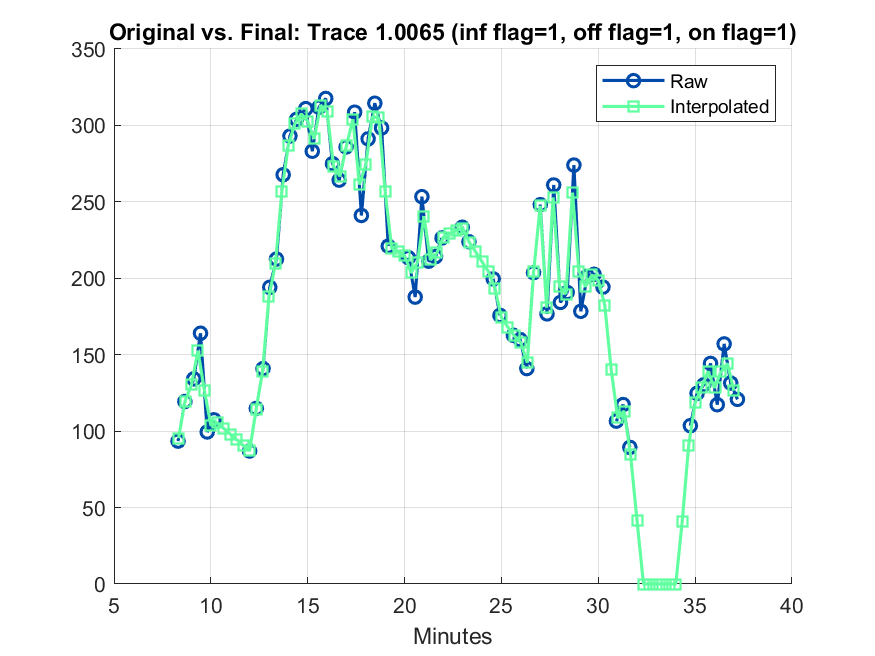 Original vs. Final: Trace 1.0065 (inf flag=1, off flag=1, on flag=1)
350
300
250
200
150
100
50
0
Raw
Interpolated
5 10 15 20 25 30 35 40
Minutes